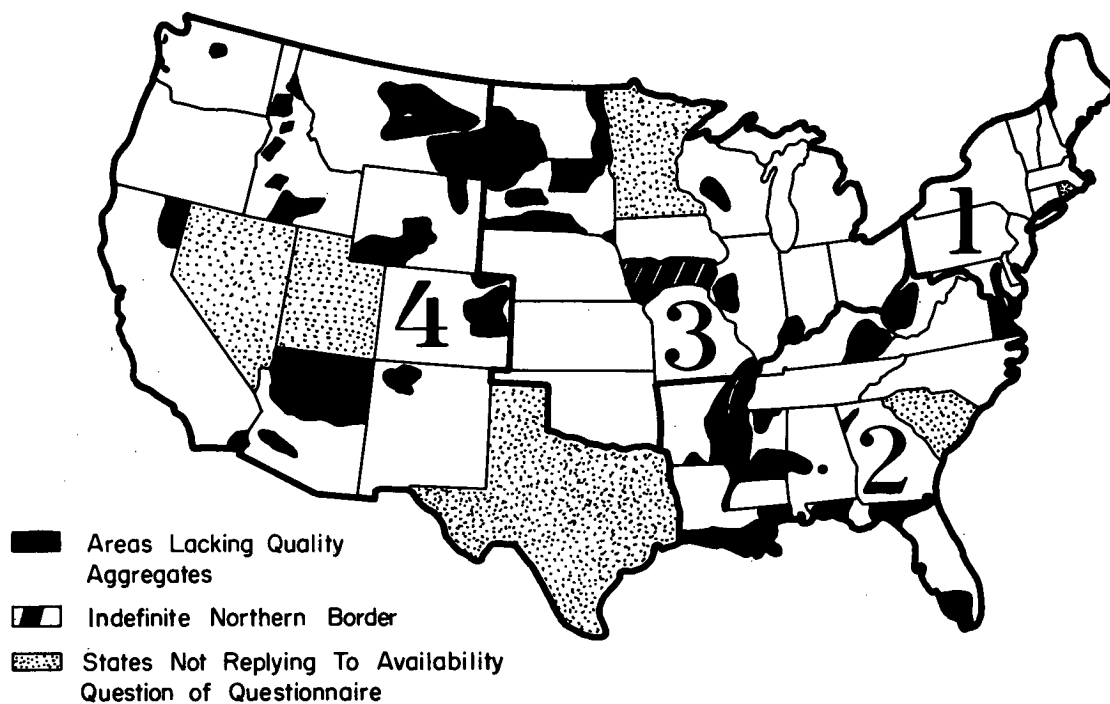 1
2
3
4
Areas Lacking Quality
Aggregates
Indefinite Northern Border
States Not Replying To Availability
Question of Questionnaire